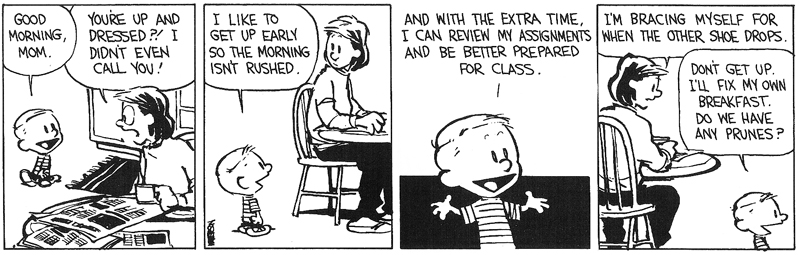 GOOD
MORNING,
MOM.
YOU'RE UP AND
DRESSED?! I
DIDN'T EVEN
CALL YOU!
I LIKE TO
GET UP EARLY
SO THE MORNING
ISN'T RUSHED.
WATTERSON
AND WITH THE EXTRA TIME,
I CAN REVIEW MY ASSIGNMENTS
AND BE BETTER PREPARED
FOR CLASS.
I'M BRACING MYSELF FOR
WHEN THE OTHER SHOE DROPS.
DON'T GET UP.
I'LL FIX MY OWN
BREAKFAST.
DO WE HAVE
ANY PRUNES?